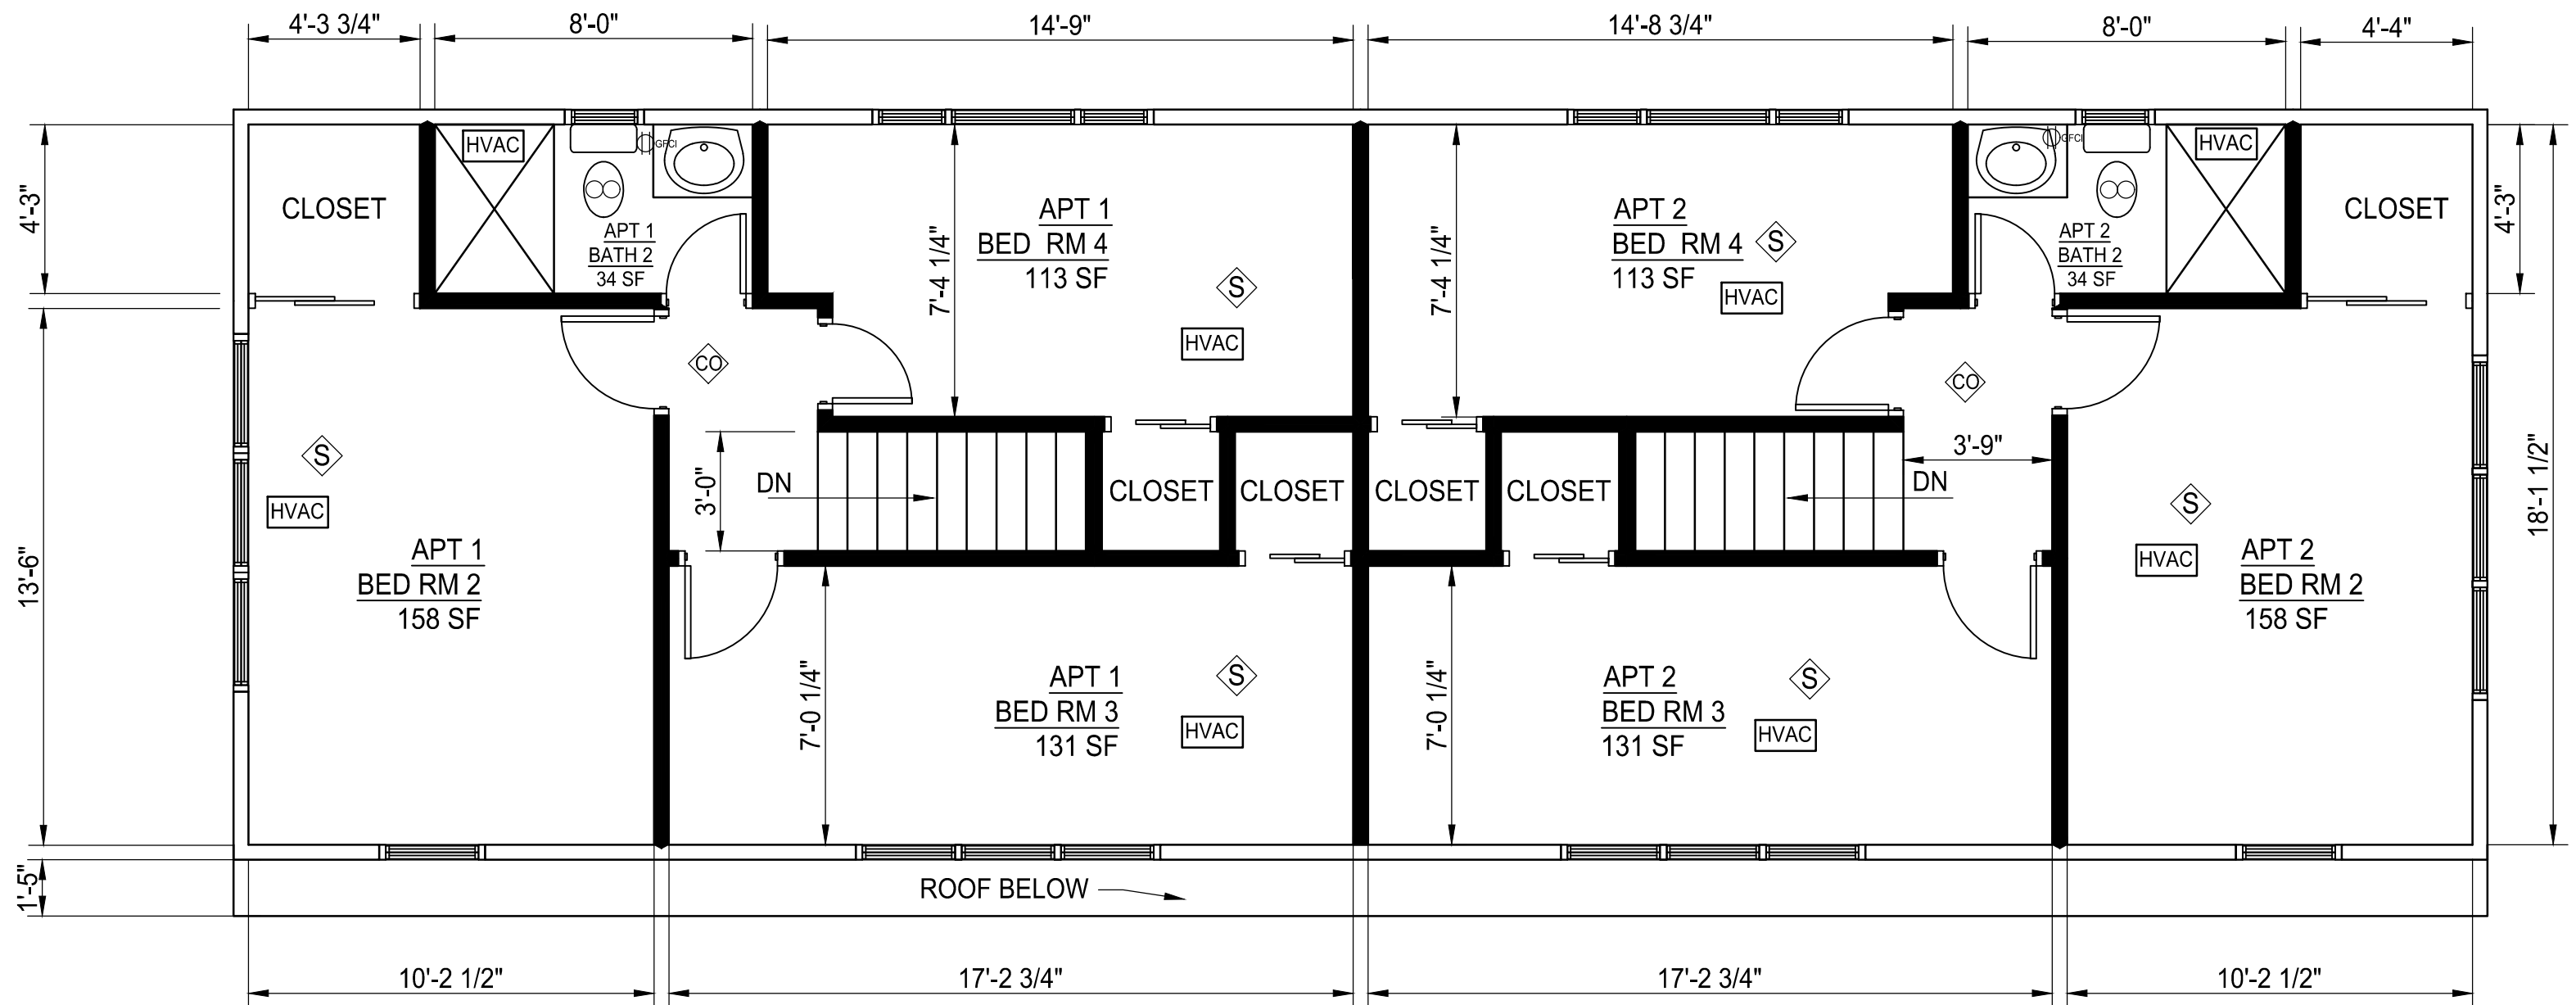 4'-3 3/4"
8'-0"
14'-9"
14'-8 3/4"
8'-0"
4'-4"
HVAC
GFCI
GFCI
HVAC
4'-3"
CLOSET
APT 1
BATH 2
34 SF
7'-4 1/4"
APT 1
BED RM 4
113 SF
S
HVAC
7'-4 1/4"
APT 2
BED RM 4
113 SF
S
HVAC
APT 2
BATH 2
34 SF
CLOSET
4'-3"
CO
CO
S
HVAC
3'-0"
DN
CLOSET
CLOSET
CLOSET
CLOSET
3'-9"
DN
S
HVAC
18'-1 1/2"
13'-6"
APT 1
BED RM 2
158 SF
APT 2
BED RM 2
158 SF
7'-0 1/4"
APT 1
BED RM 3
131 SF
S
HVAC
7'-0 1/4"
APT 2
BED RM 3
131 SF
S
HVAC
1'-5"
ROOF BELOW
10'-2 1/2"
17'-2 3/4"
17'-2 3/4"
10'-2 1/2"